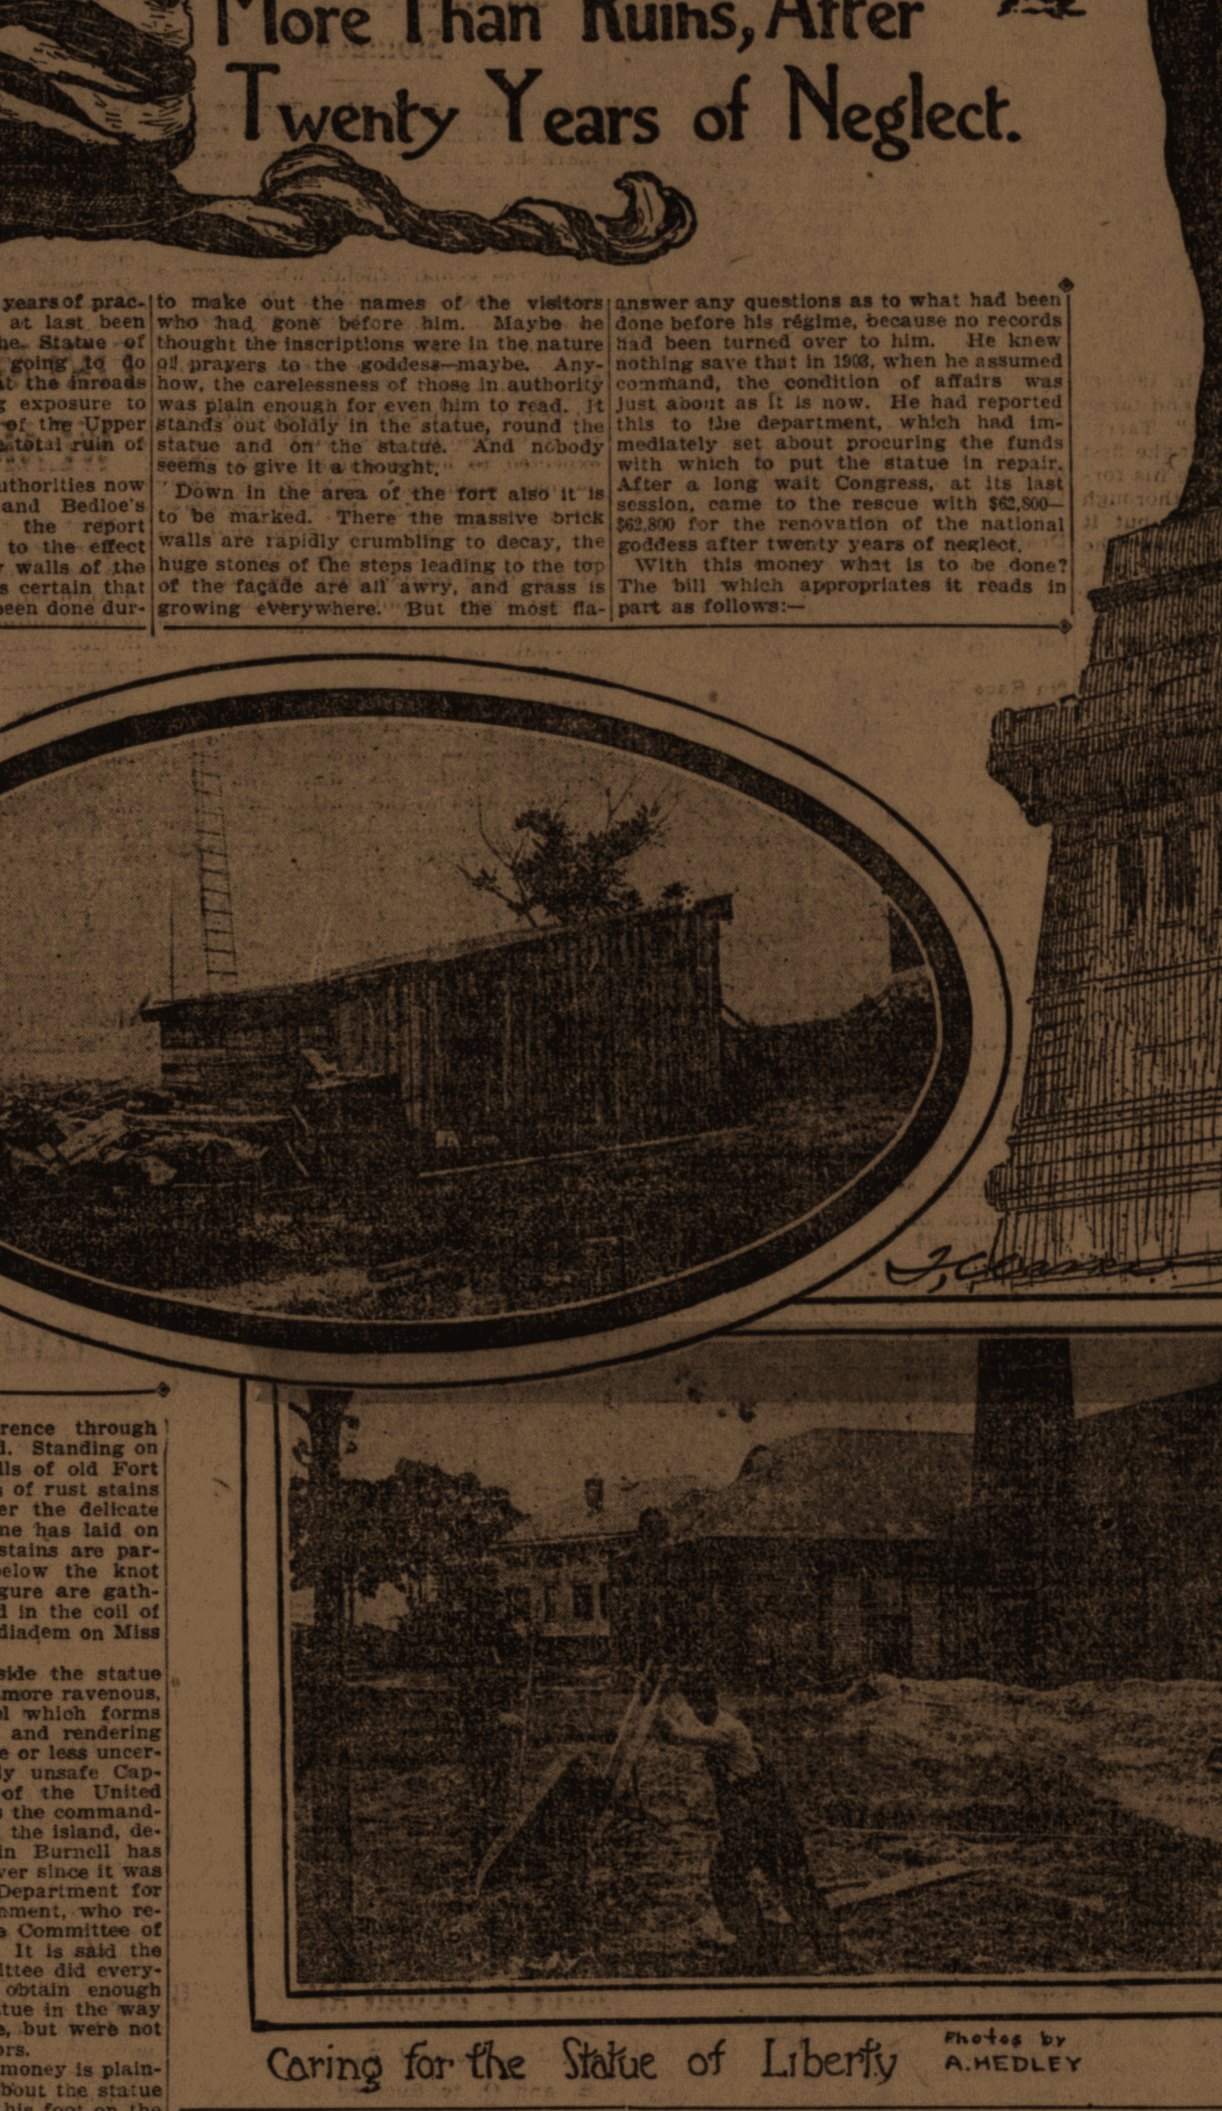 More Than Ruins, After
Twenty Years of Neglect.
years of prac-
at last been
Statue of
going to do
the inroads
exposure to
of the Upper
total ruin of
authorities now
and Bedloe's
the report
to the effect
walls of the
certain that
been done dur-
to make out the names of the visitors
who had gone before him. Maybe he
thought the inscriptions were in the nature
of prayers to the goddess—maybe. Any-
how, the carelessness of those in authority
was plain enough for even him to read. It
stands out boldly in the statue, round the
statue and on the statue. And nobody
seems to give it a thought.
Down in the area of the fort also it is
to be marked. There the massive brick
walls are rapidly crumbling to decay, the
huge stones of the steps leading to the top
of the façade are all awry, and grass is
growing everywhere. But the most fla-
answer any questions as to what had been
done before his régime, because no records
had been turned over to him. He knew
nothing save that in 1903, when he assumed
command, the condition of affairs was
just about as it is now. He had reported
this to the department, which had im-
mediately set about procuring the funds
with which to put the statue in repair.
After a long wait Congress, at its last
session, came to the rescue with $62,800—
$62,800 for the renovation of the national
goddess after twenty years of neglect.
With this money what is to be done?
The bill which appropriates it reads in
part as follows:—
rence through
Standing on
lls of old Fort
of rust stains
er the delicate
me has laid on
stains are par-
below the knot
gure are gath-
in the coil of
diadem on Miss
side the statue
more ravenous,
which forms
and rendering
e or less uncer-
ly unsafe Cap-
of the United
the command-
the island, de-
in Burnell has
ver since it was
Department for
nment, who re-
Committee of
It is said the
ittee did every-
obtain enough
tue in the way
but were not
ors.
money is plain-
bout the statue
his foot on the
Caring for the Statue of Liberty
Photos by
A. HEDLEY